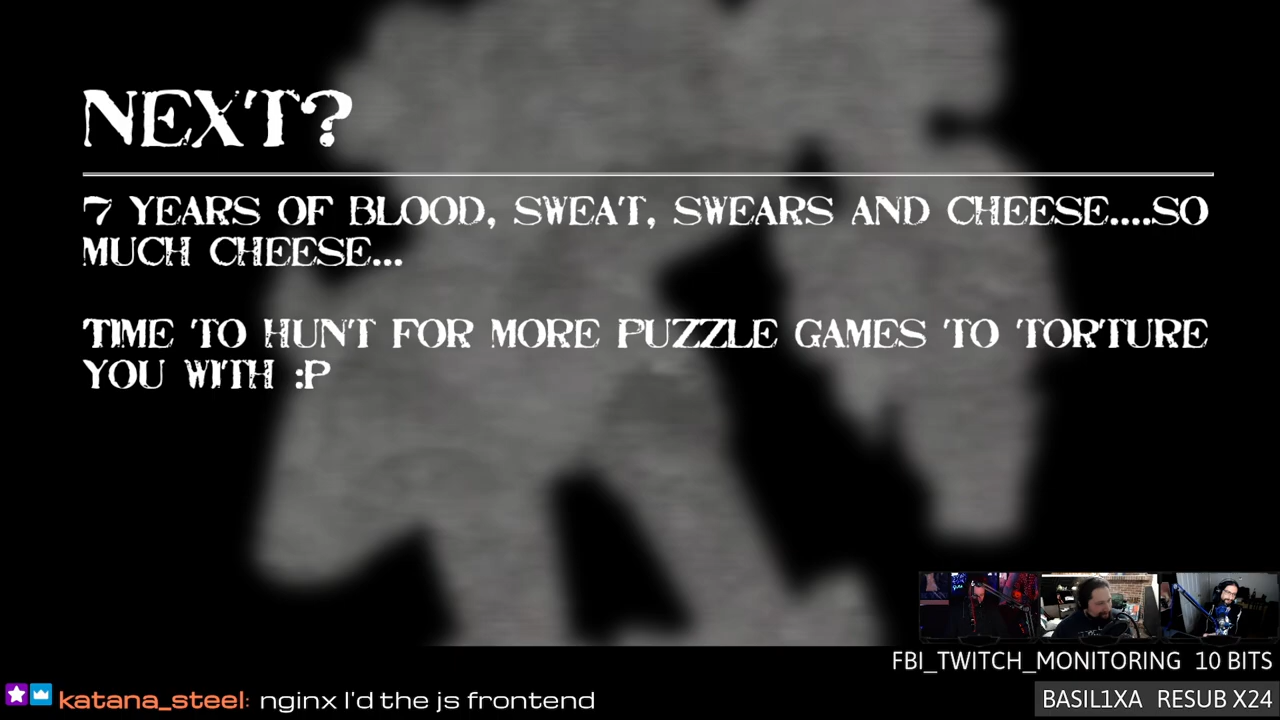 NEXT?
7 YEARS OF BLOOD, SWEAT, SWEARS AND CHEESE....SO
MUCH CHEESE...
TIME TO HUNT FOR MORE PUZZLE GAMES TO TORTURE
YOU WITH :P
FBI_TWITCH_MONITORING 10 BITS
katana_steel: nginx I'd the js frontend
BASIL1XA RESUB X24